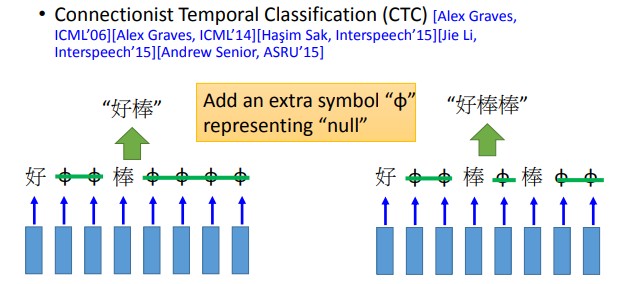 • Connectionist Temporal Classification (CTC) [Alex Graves,
ICML’06][Alex Graves, ICML’14][Haşim Sak, Interspeech’15][Jie Li,
Interspeech’15][Andrew Senior, ASRU’15]
“好棒”
Add an extra symbol “φ”
representing “null”
“好棒棒”
好 φ φ 棒 φ φ φ φ
好 φ φ 棒 φ 棒 φ φ